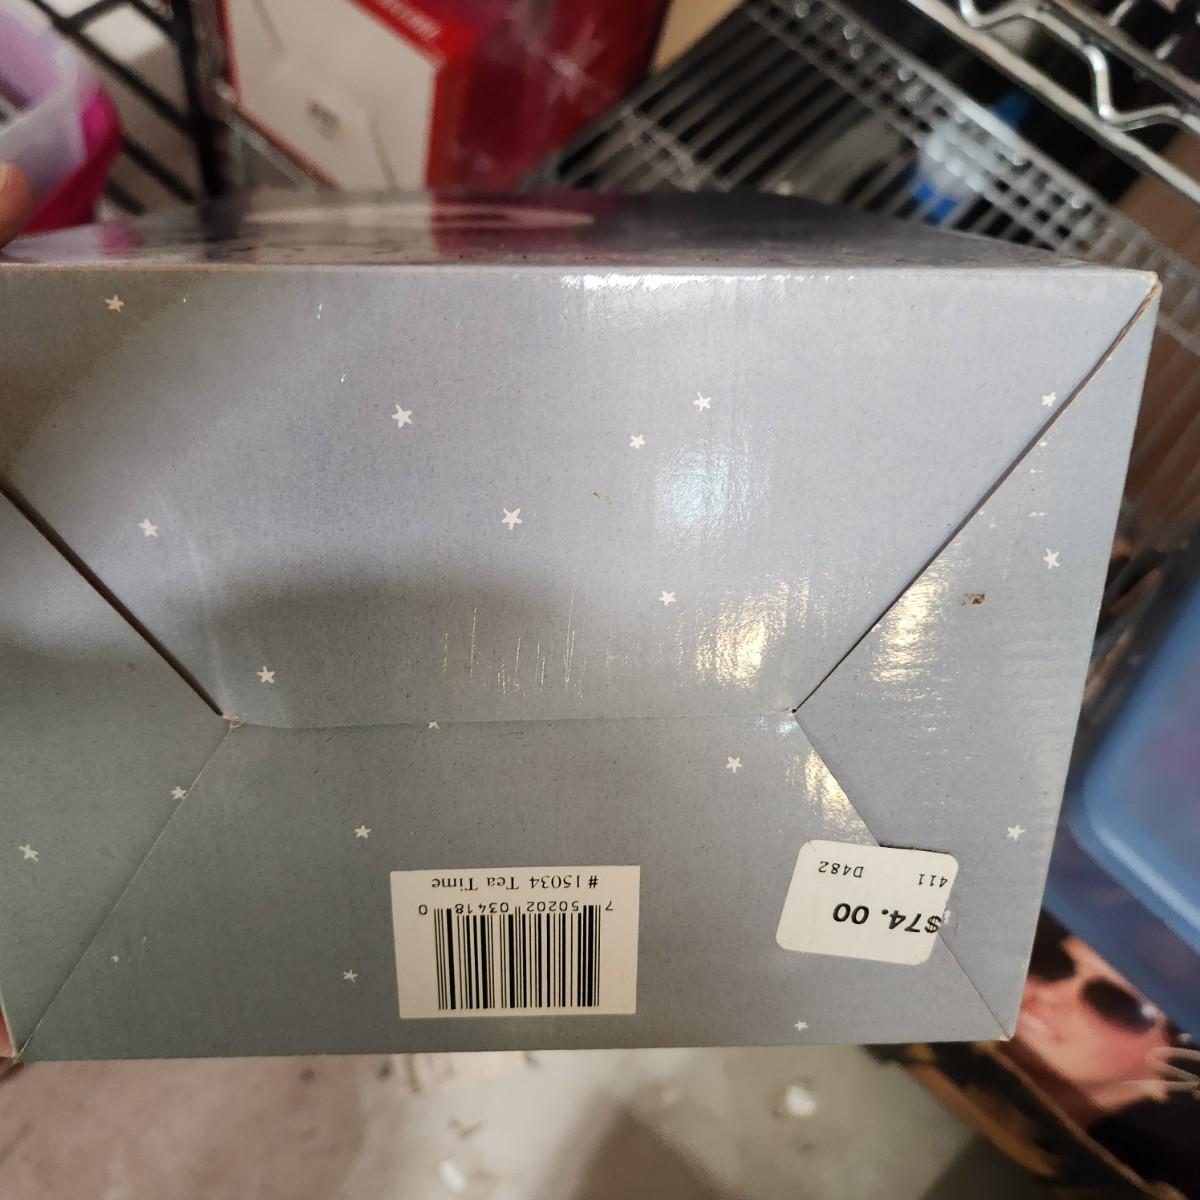 # 15034 Tea Time
7 50202 03418 0
411 D482
$74.00